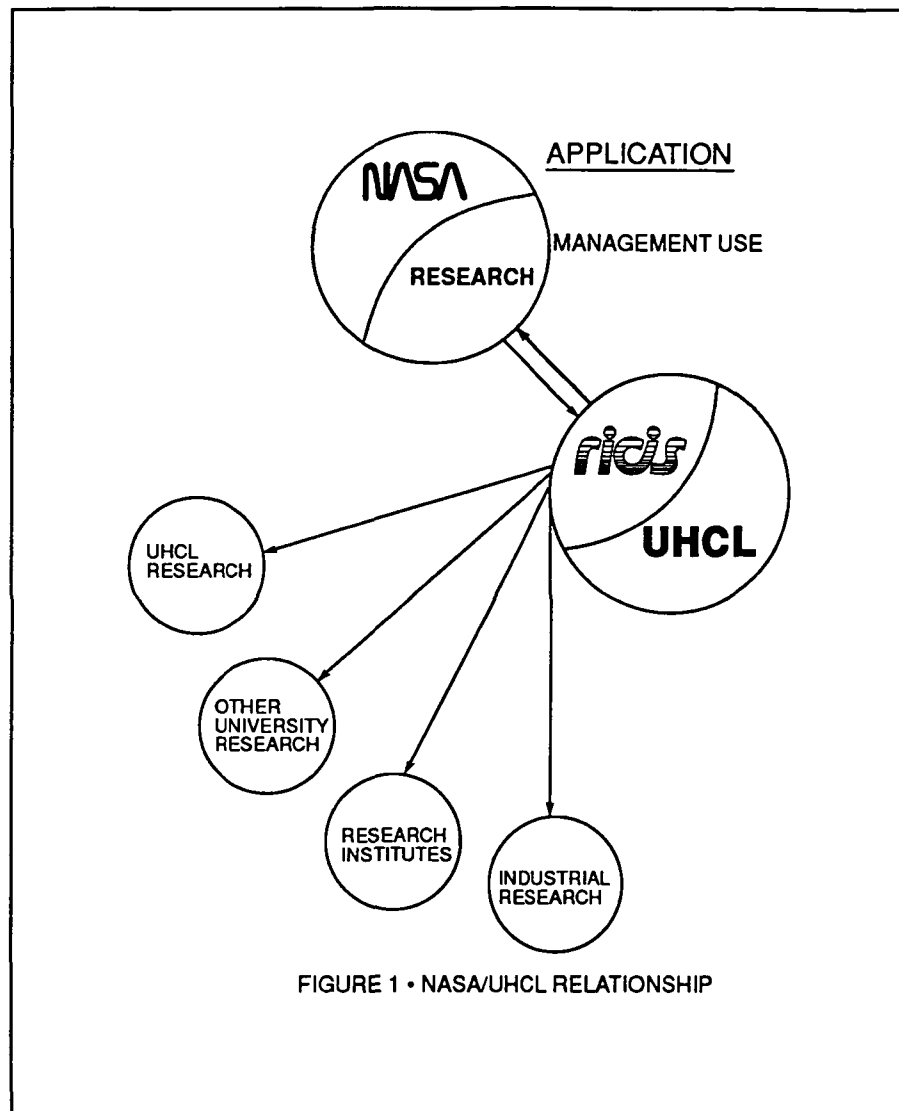 NASA
APPLICATION
MANAGEMENT USE
RESEARCH
ricis
UHCL
UHCL
RESEARCH
OTHER
UNIVERSITY
RESEARCH
RESEARCH
INSTITUTES
INDUSTRIAL
RESEARCH
FIGURE 1 • NASA/UHCL RELATIONSHIP